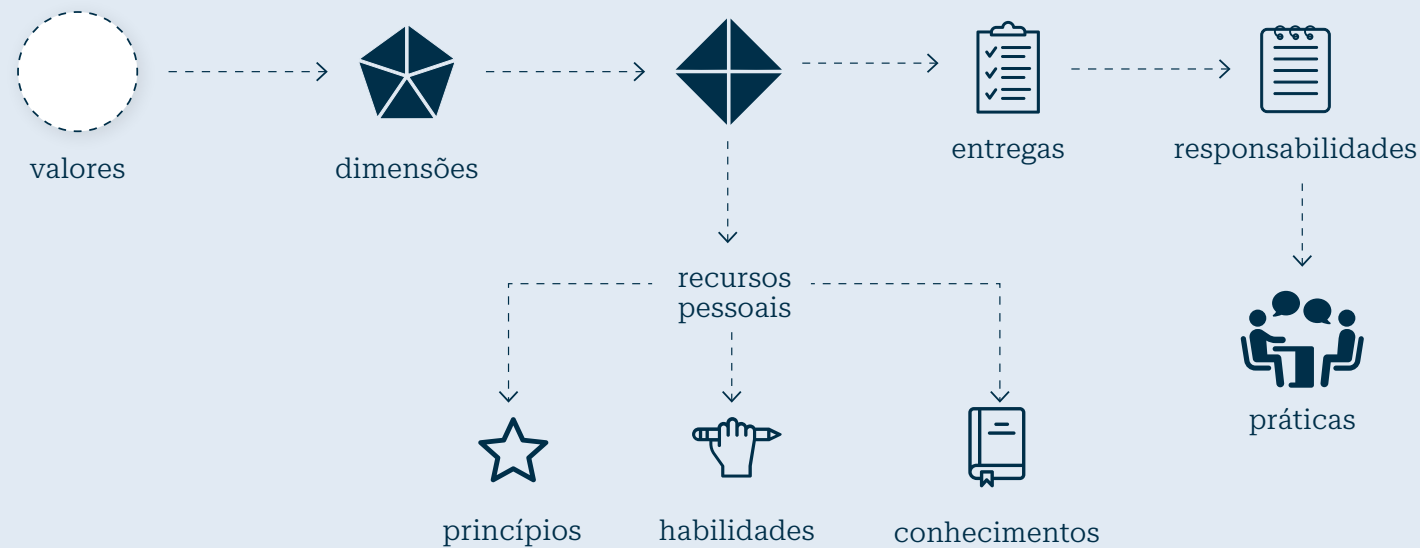 valores
dimensões
entregas
responsabilidades
recursos
pessoais
práticas
princípios
habilidades
conhecimentos